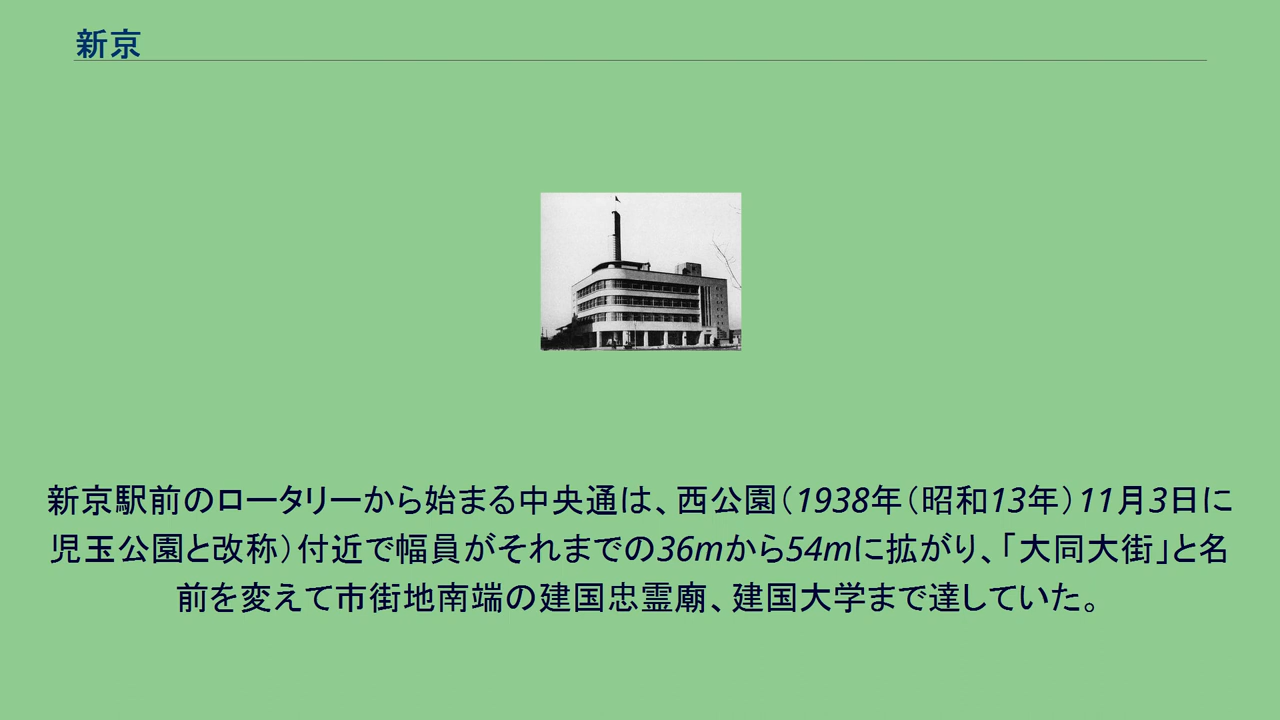 新京
新京駅前のロータリーから始まる中央通は、西公園（1938年（昭和13年）11月3日に
児玉公園と改称）付近で幅員がそれまでの36mから54mに拡がり、「大同大街」と名
前を変えて市街地南端の建国忠霊廟、建国大学まで達していた。